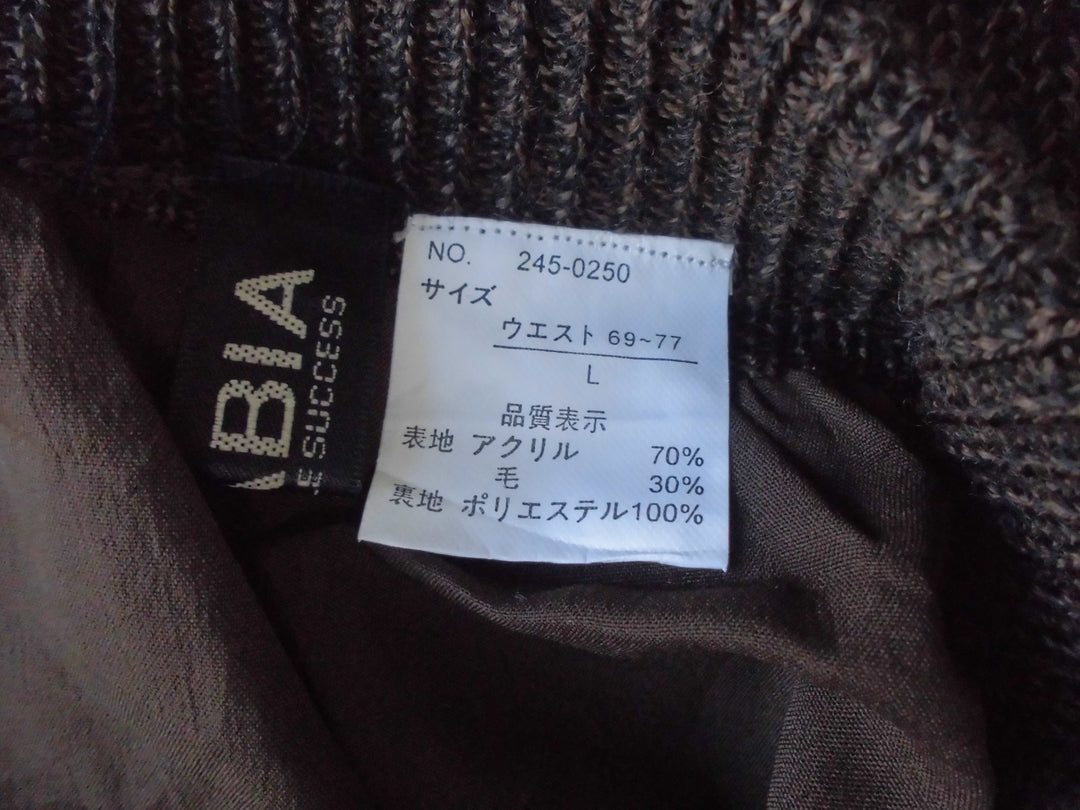 NO. 245-0250
サイズ
ウエスト 69~77
L
品質表示
表地 アクリル 70%
毛 30%
裏地 ポリエステル100%
SUCCESS